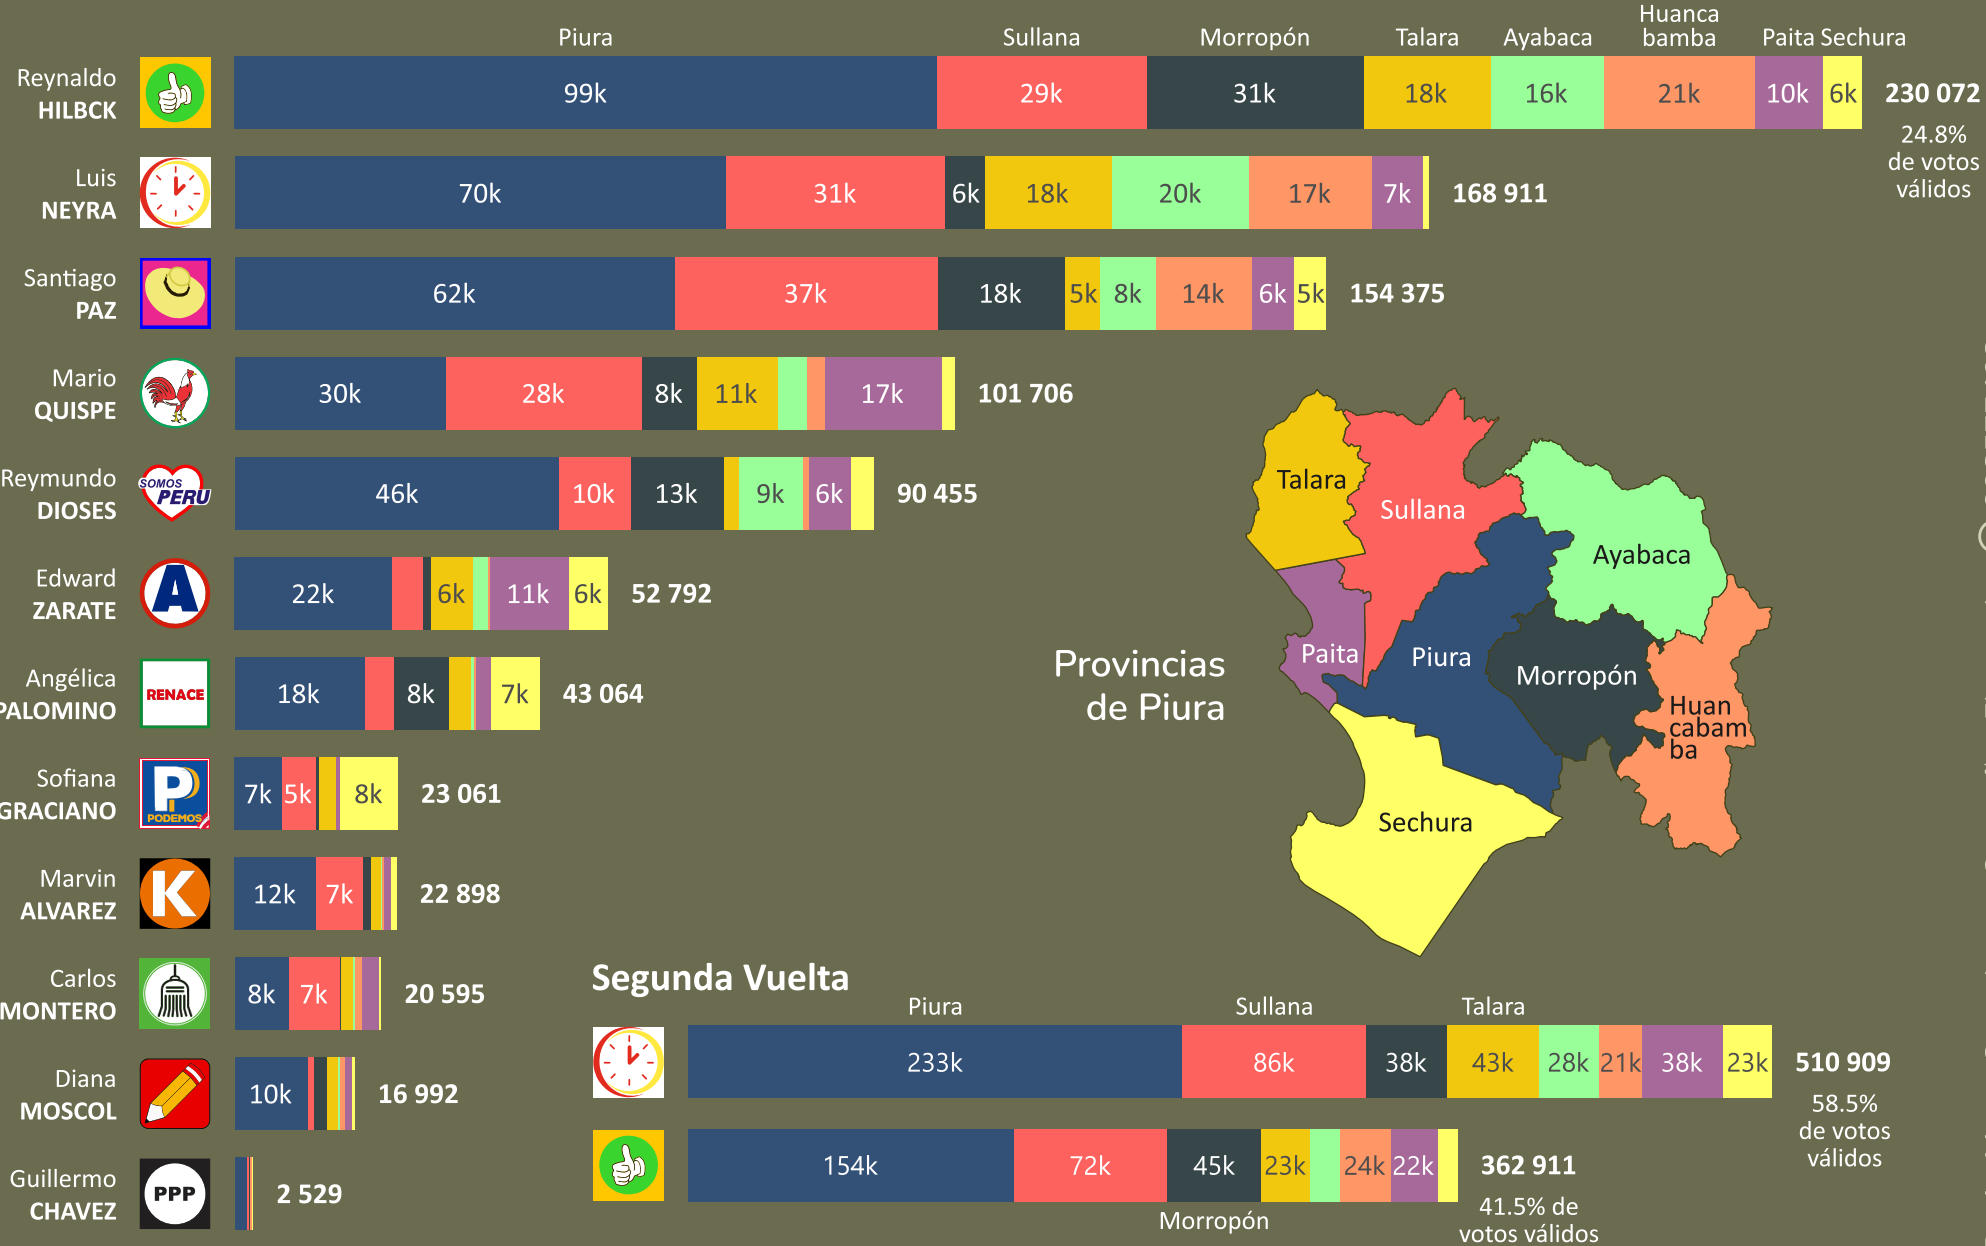 Piura
Sullana
Morropón
Talara
Ayabaca
Huanca
bamba
Paita Sechura
Reynaldo
HILBCK
99k 29k 31k 18k 16k 21k 10k 6k 230 072
24.8%
de votos
válidos
Luis
NEYRA
70k 31k 6k 18k 20k 17k 7k 168 911
Santiago
PAZ
62k 37k 18k 5k 8k 14k 6k 5k 154 375
Mario
QUISPE
30k 28k 8k 11k 17k 101 706
Reymundo
DIOSES
SOMOS
PERU
46k 10k 13k 9k 6k 90 455
Edward
ZARATE
A
22k 6k 11k 6k 52 792
Angélica
PALOMINO
RENACE
18k 8k 7k 43 064
Sofiana
GRACIANO
P
PODEMOS
7k 5k 8k 23 061
Marvin
ALVAREZ
K
12k 7k 22 898
Carlos
MONTERO
8k 7k 20 595
Diana
MOSCOL
10k 16 992
Guillermo
CHAVEZ
PPP
2 529
Provincias
de Piura
Talara
Sullana
Ayabaca
Paita
Piura
Morropón
Huan
cabam
ba
Sechura
Segunda Vuelta
Piura Sullana Talara
233k 86k 38k 43k 28k 21k 38k 23k 510 909
58.5%
de votos
válidos
154k 72k 45k 23k 24k 22k 362 911
Morropón
41.5% de
votos válidos